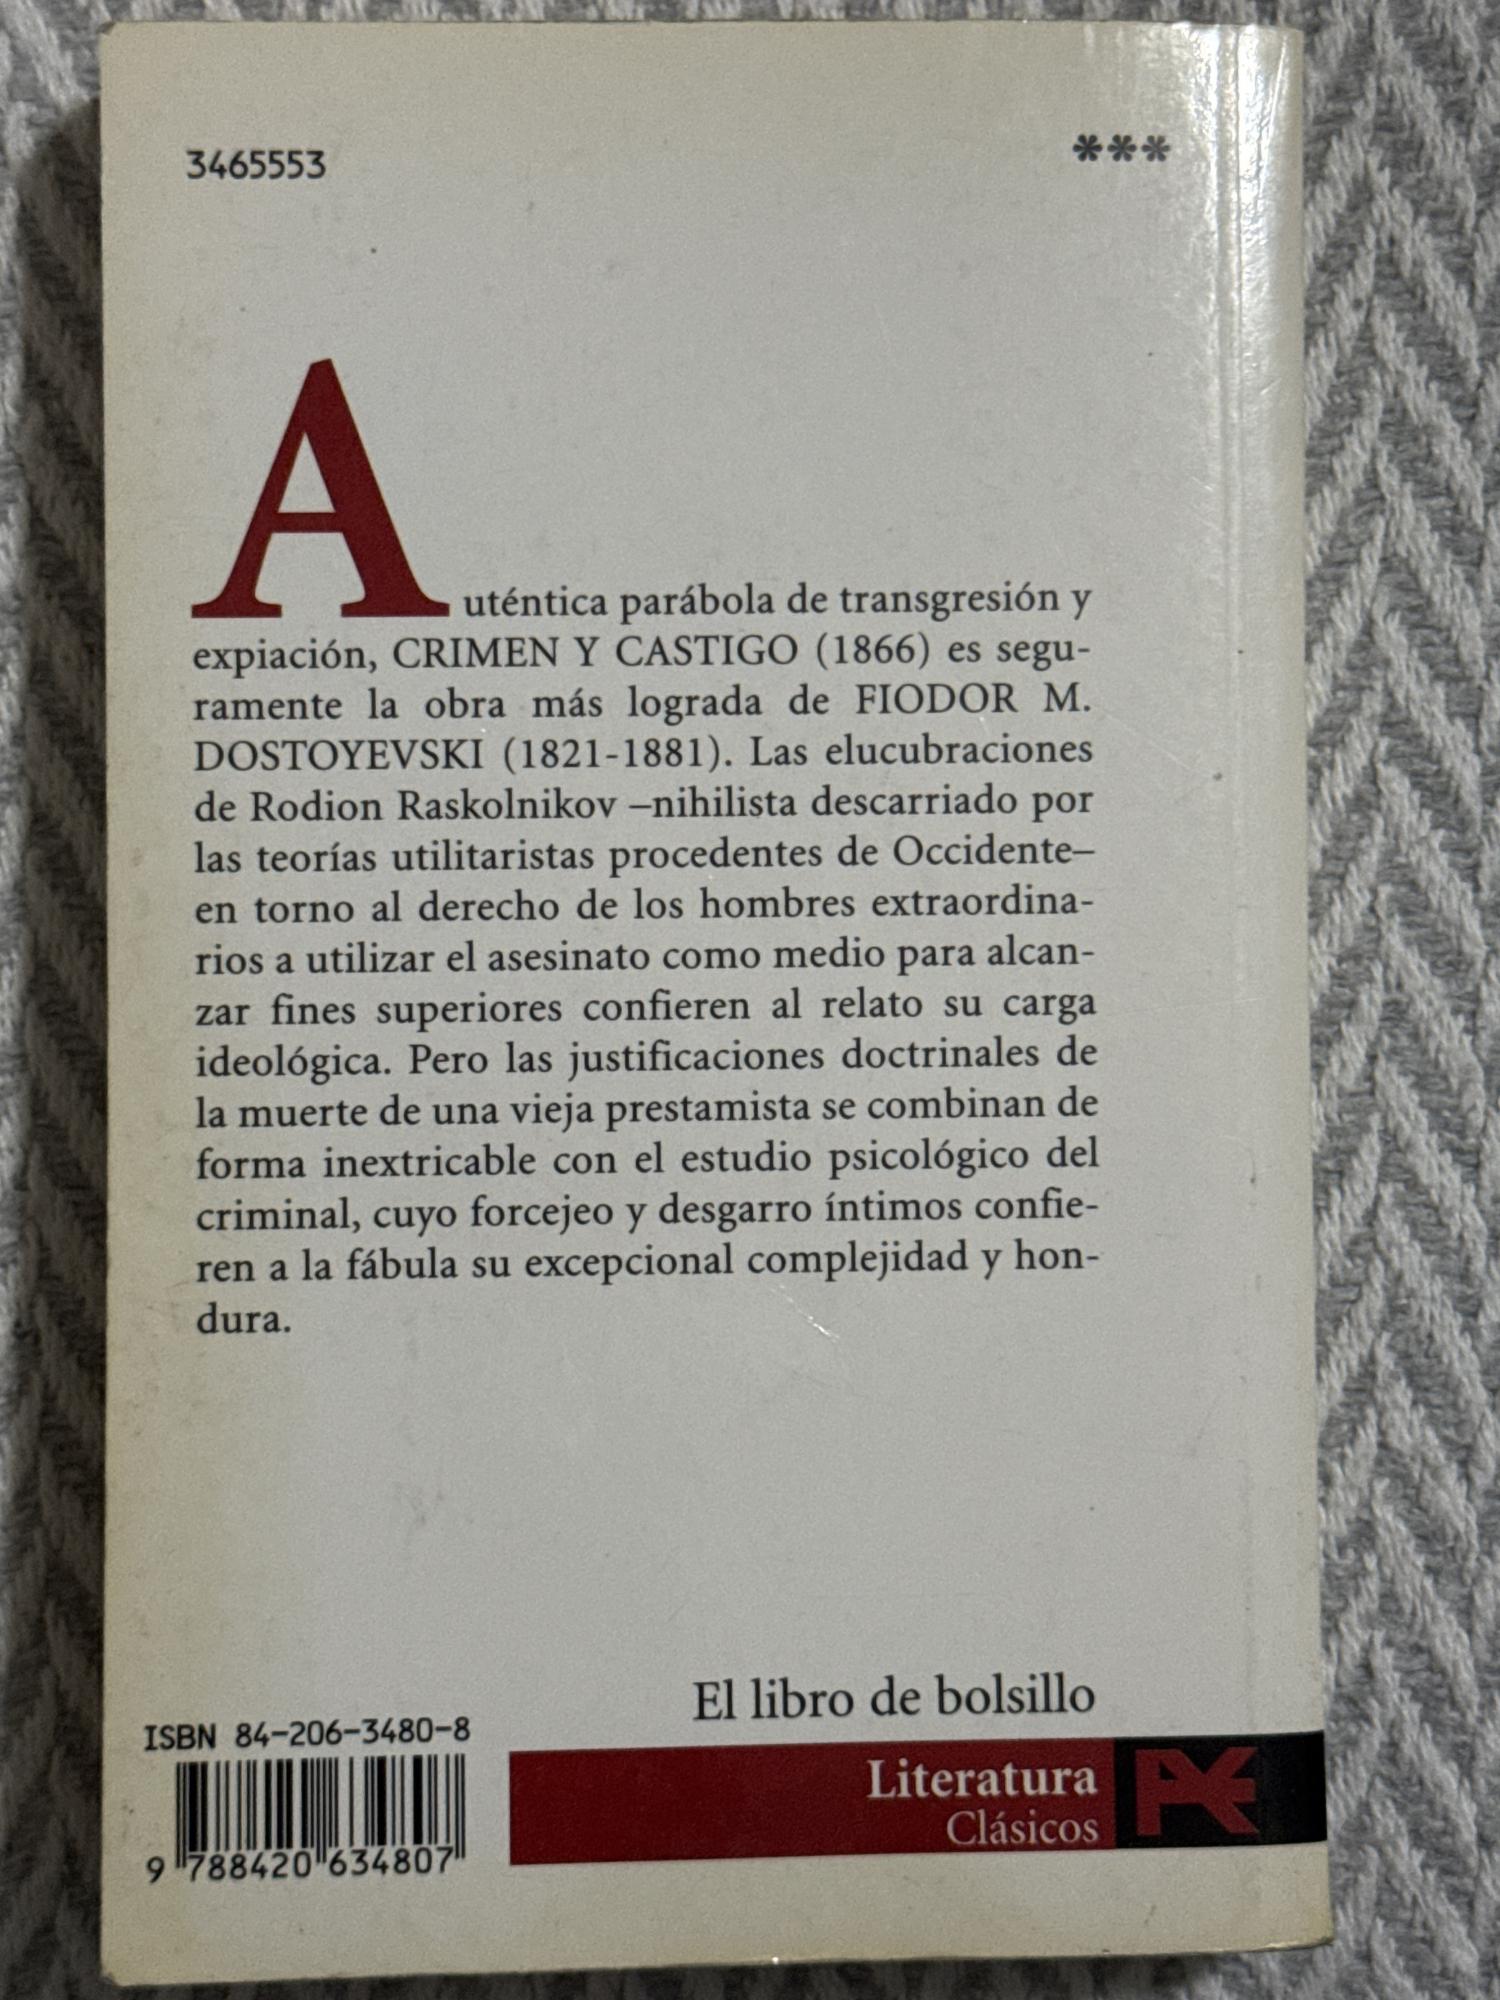 3465553
***
Auténtica parábola de transgresión y
expiación, CRIMEN Y CASTIGO (1866) es segu-
ramente la obra más lograda de FIODOR M.
DOSTOYEVSKI (1821-1881). Las elucubraciones
de Rodion Raskolnikov –nihilista descarriado por
las teorías utilitaristas procedentes de Occidente–
en torno al derecho de los hombres extraordina-
rios a utilizar el asesinato como medio para alcan-
zar fines superiores confieren al relato su carga
ideológica. Pero las justificaciones doctrinales de
la muerte de una vieja prestamista se combinan de
forma inextricable con el estudio psicológico del
criminal, cuyo forcejeo y desgarro íntimos confie-
ren a la fábula su excepcional complejidad y hon-
dura.
El libro de bolsillo
Literatura
Clásicos
AE
ISBN 84-206-3480-8
9 788420 634807